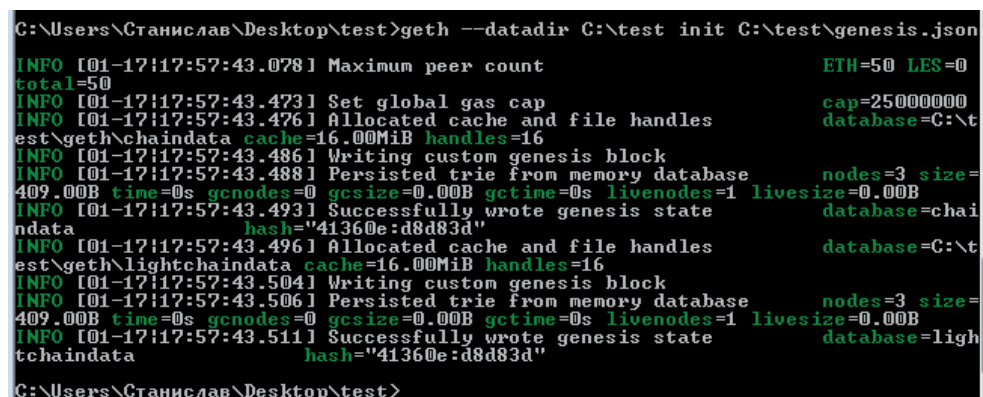 C:\Users\Станислав\Desktop\test>geth --datadir C:\test init C:\test\genesis.json
INFO [01-17|17:57:43.078] Maximum peer count ETH=50 LES=0
total=50
INFO [01-17|17:57:43.473] Set global gas cap cap=25000000
INFO [01-17|17:57:43.476] Allocated cache and file handles database=C:\t
est\geth\chaindata cache=16.00MiB handles=16
INFO [01-17|17:57:43.486] Writing custom genesis block
INFO [01-17|17:57:43.488] Persisted trie from memory database nodes=3 size=
409.00B time=0s gcnodes=0 gcsize=0.00B gctime=0s livenodes=1 livesize=0.00B
INFO [01-17|17:57:43.493] Successfully wrote genesis state database=chai
ndata hash="41360e:d8d83d"
INFO [01-17|17:57:43.496] Allocated cache and file handles database=C:\t
est\geth\lightchaindata cache=16.00MiB handles=16
INFO [01-17|17:57:43.504] Writing custom genesis block
INFO [01-17|17:57:43.506] Persisted trie from memory database nodes=3 size=
409.00B time=0s gcnodes=0 gcsize=0.00B gctime=0s livenodes=1 livesize=0.00B
INFO [01-17|17:57:43.511] Successfully wrote genesis state database=ligh
tchaindata hash="41360e:d8d83d"
C:\Users\Станислав\Desktop\test>